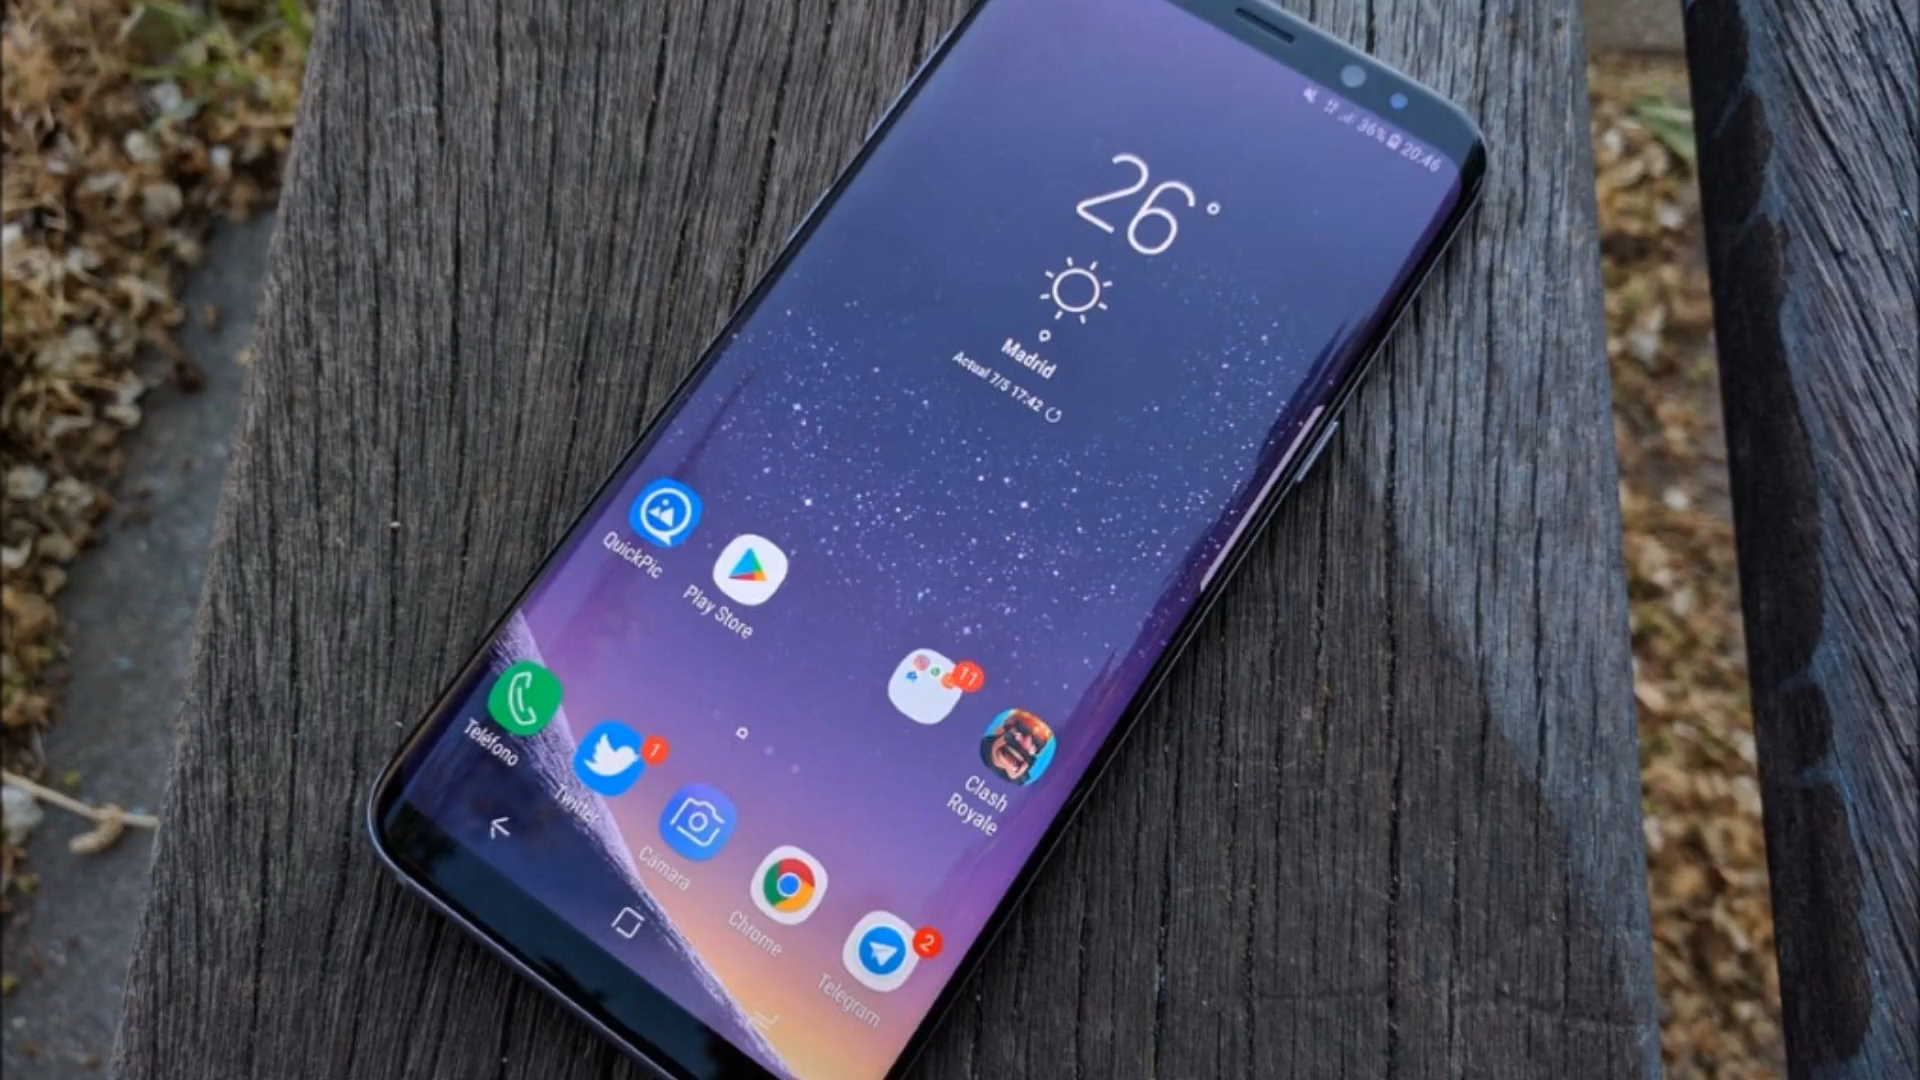 36% 20:46
26°
Madrid
Actual 7/5 17:42
QuickPic
Play Store
11
Clash
Royale
Teléfono
1
Twitter
Cámara
Chrome
2
Telegram